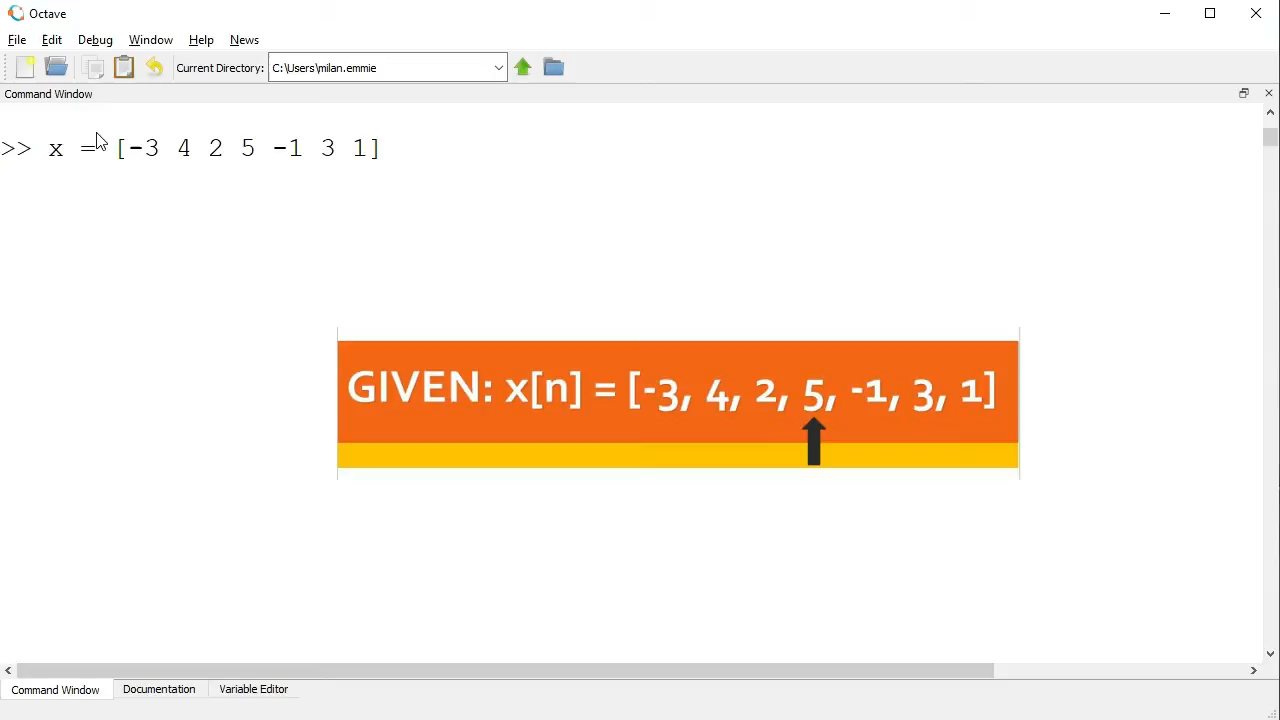 Octave
File Edit Debug Window Help News
Current Directory: C:\Users\milan.emmie
Command Window
>> x = [-3 4 2 5 -1 3 1]
GIVEN: x[n] = [-3, 4, 2, 5, -1, 3, 1]
Command Window Documentation Variable Editor